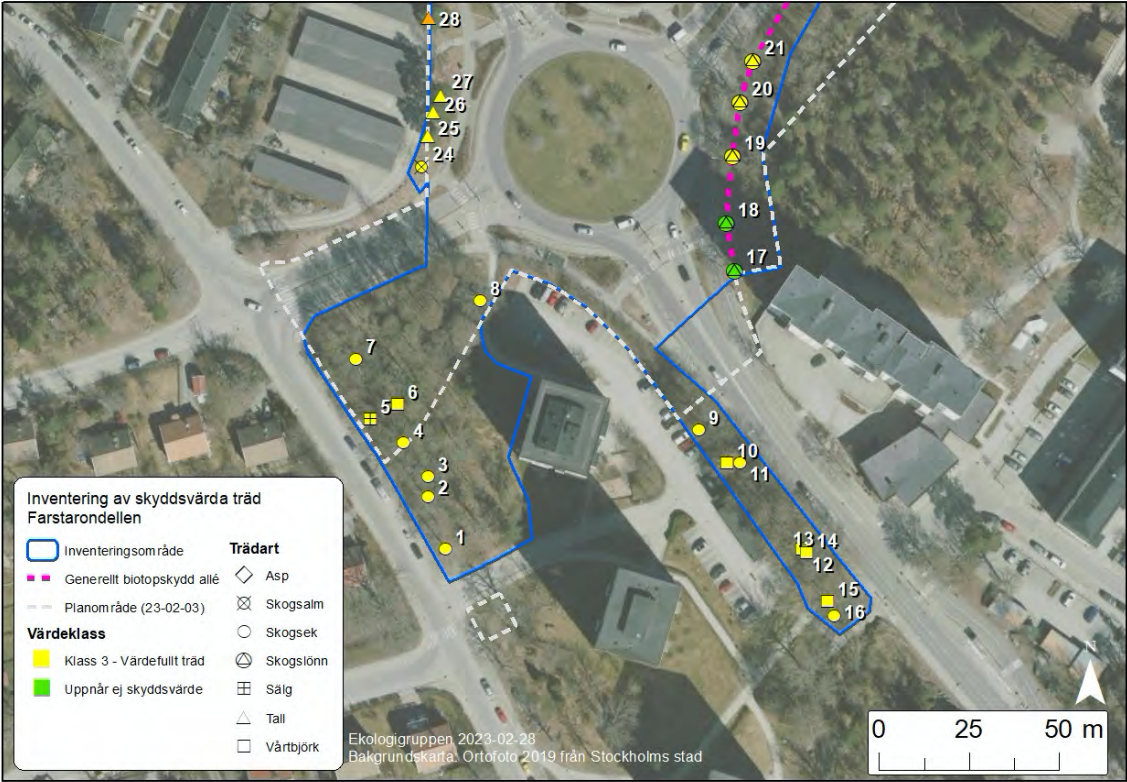 28
21
27
20
26
25
19
24
18
17
8
7
6
5
9
4
10
3
11
2
1
13 14
12
15
16
Inventering av skyddsvärda träd
Farstarondellen
Inventeringsområde
Generellt biotopskydd allé
Planområde (23-02-03)
Värdeklass
Klass 3 - Värdefullt träd
Uppnår ej skyddsvärde
Trädart
Asp
Skogsalm
Skogsek
Skogslönn
Sälg
Tall
Vårtbjörk
Ekologigruppen 2023-02-28
Bakgrundskarta: Ortofoto 2019 från Stockholms stad
N
0 25 50 m